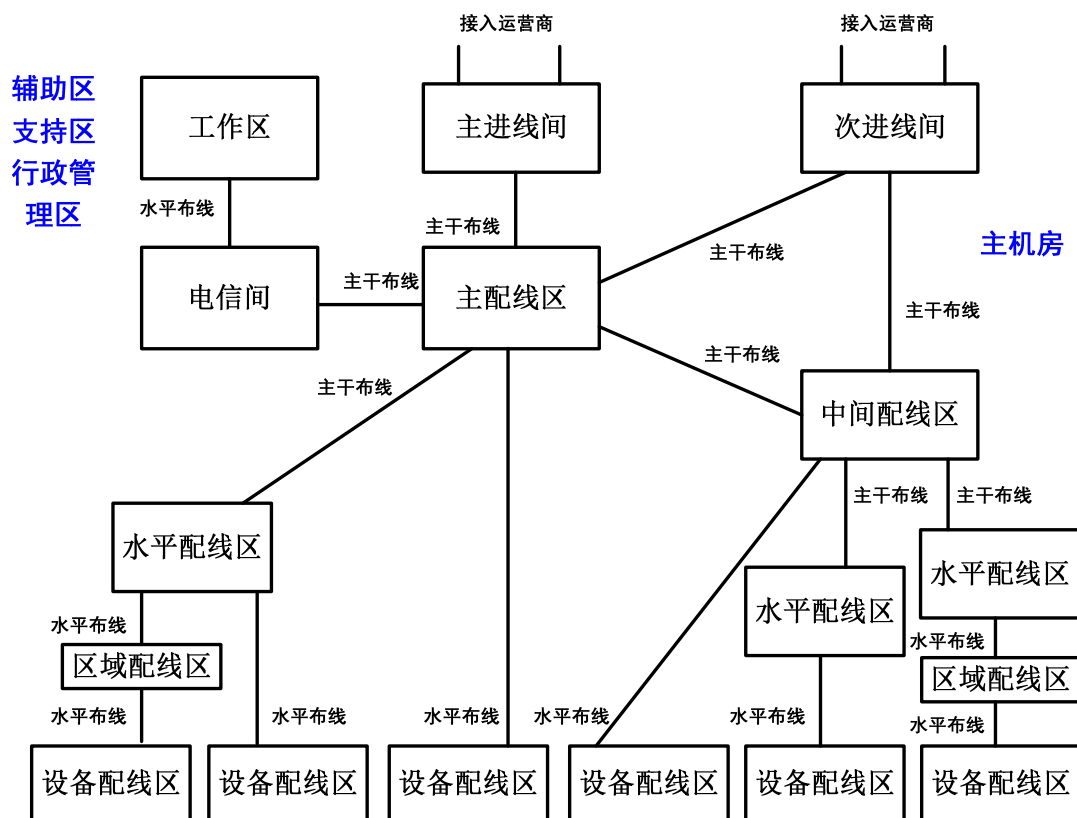 接入运营商
接入运营商
辅助区
支持区
行政管
理区
工作区
主进线间
次进线间
水平布线
主干布线
主干布线
主机房
电信间
主干布线
主配线区
主干布线
主干布线
主干布线
中间配线区
主干布线
主干布线
水平配线区
水平配线区
水平配线区
水平布线
水平布线
区域配线区
区域配线区
水平布线
水平布线
水平布线
水平布线
水平布线
水平布线
设备配线区
设备配线区
设备配线区
设备配线区
设备配线区
设备配线区